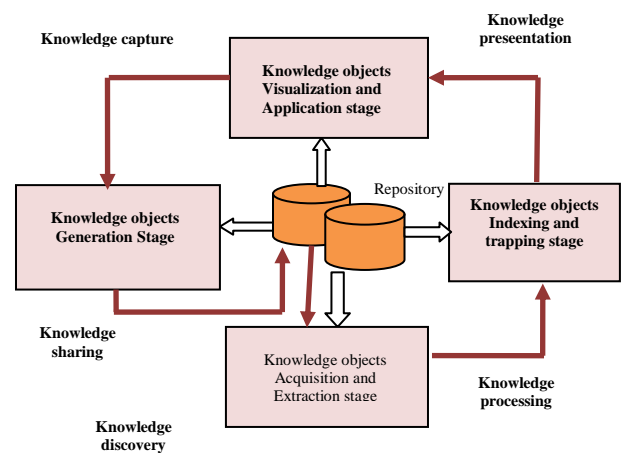 Knowledge
preseentation
Knowledge capture
Knowledge objects
Visualization and
Application stage
Repository
Knowledge objects
Generation Stage
Knowledge objects
Indexing and
trapping stage
Knowledge
sharing
Knowledge objects
Acquisition and
Extraction stage
Knowledge
processing
Knowledge
discovery